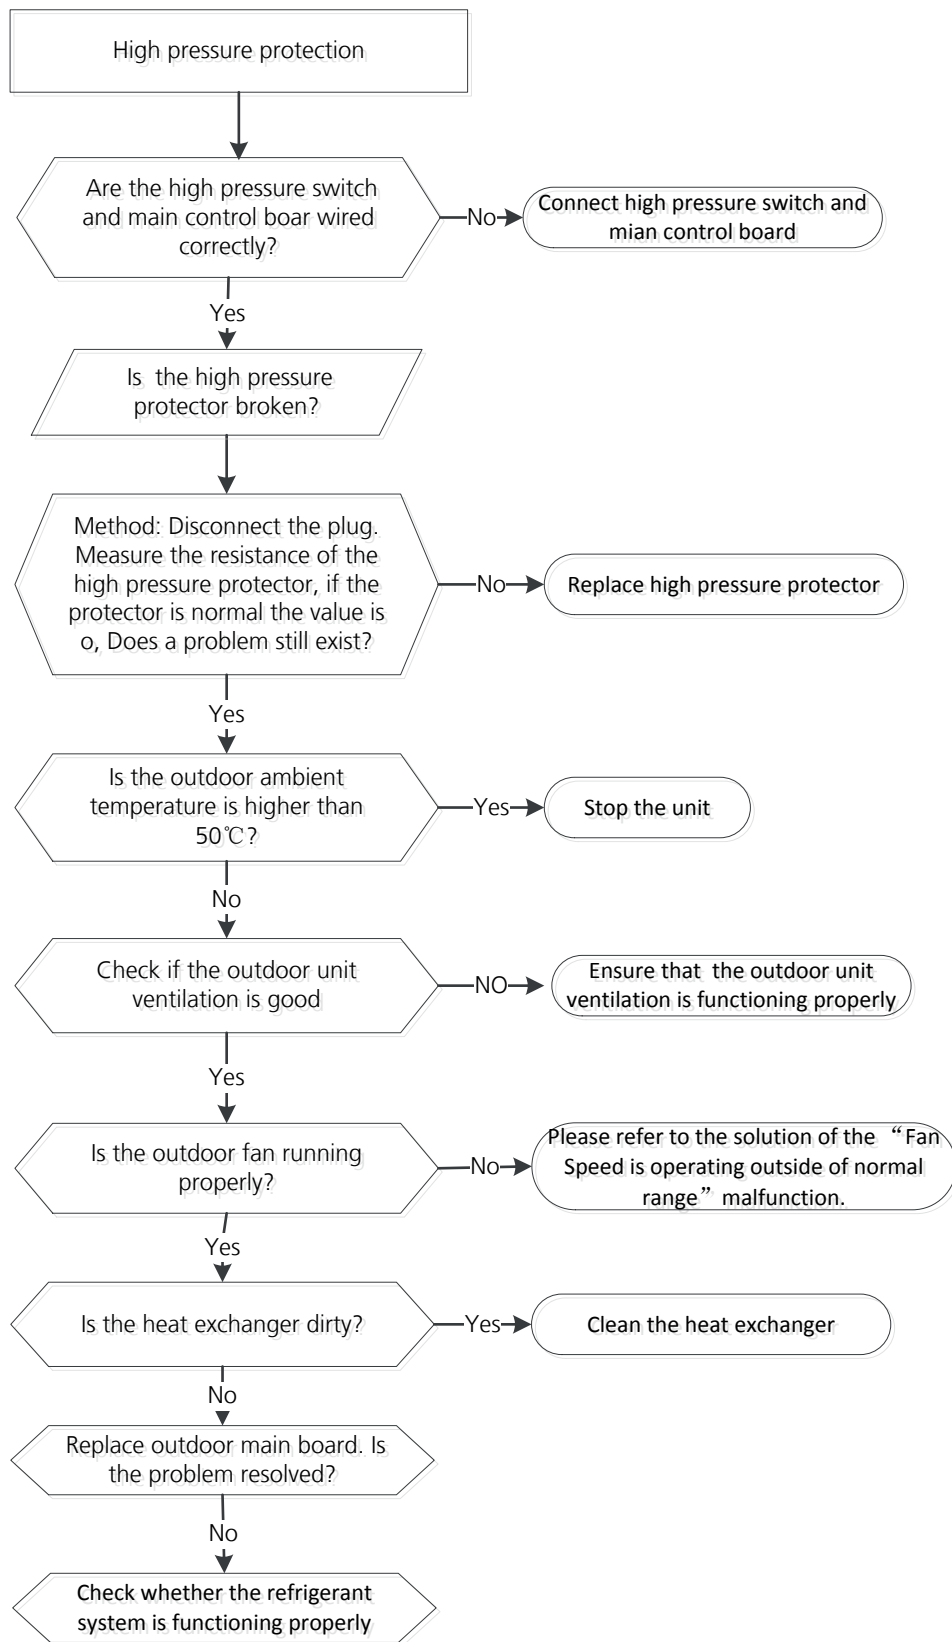 High pressure protection
Are the high pressure switch
and main control boar wired
correctly?
No
Connect high pressure switch and
mian control board
Yes
Is the high pressure
protector broken?
Method: Disconnect the plug.
Measure the resistance of the
high pressure protector, if the
protector is normal the value is
o, Does a problem still exist?
No
Replace high pressure protector
Yes
Is the outdoor ambient
temperature is higher than
50℃?
Yes
Stop the unit
No
Check if the outdoor unit
ventilation is good
NO
Ensure that the outdoor unit
ventilation is functioning properly
Yes
Is the outdoor fan running
properly?
No
Please refer to the solution of the “Fan
Speed is operating outside of normal
range” malfunction.
Yes
Is the heat exchanger dirty?
Yes
Clean the heat exchanger
No
Replace outdoor main board. Is
the problem resolved?
No
Check whether the refrigerant
system is functioning properly